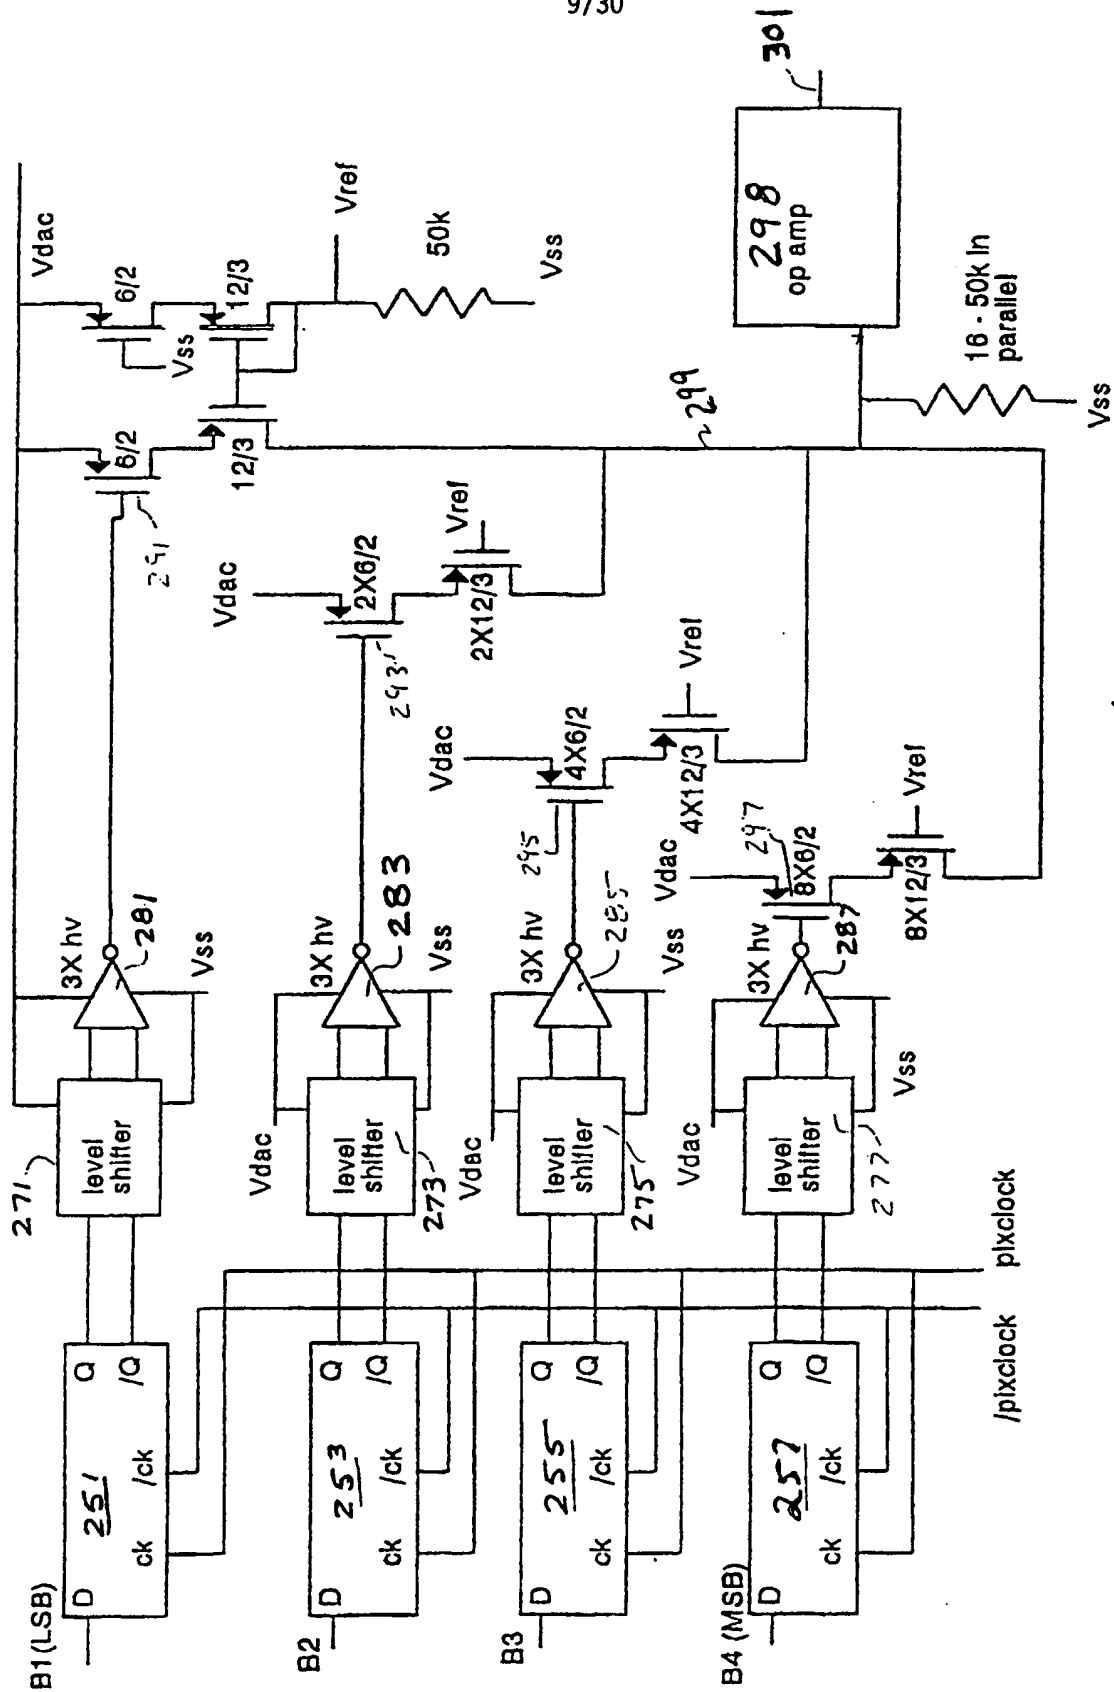 9/30
B1(LSB)
D
251
Q
/Q
ck
/ck
271
level
shifter
3X hv
281
Vss
291
6/2
12/3
Vdac
6/2
Vss
12/3
Vref
50k
Vss
B2
D
253
Q
/Q
ck
/ck
Vdac
level
shifter
273
3X hv
283
Vss
293
Vdac
2X6/2
2X12/3
Vref
299
B3
D
255
Q
/Q
ck
/ck
Vdac
level
shifter
275
3X hv
285
Vss
295
Vdac
4X6/2
4X12/3
Vref
B4 (MSB)
D
257
Q
/Q
ck
/ck
Vdac
level
shifter
277
3X hv
287
Vss
297
Vdac
8X6/2
8X12/3
Vref
298
op amp
301
16 - 50k in
parallel
Vss
/pixclock
pixclock